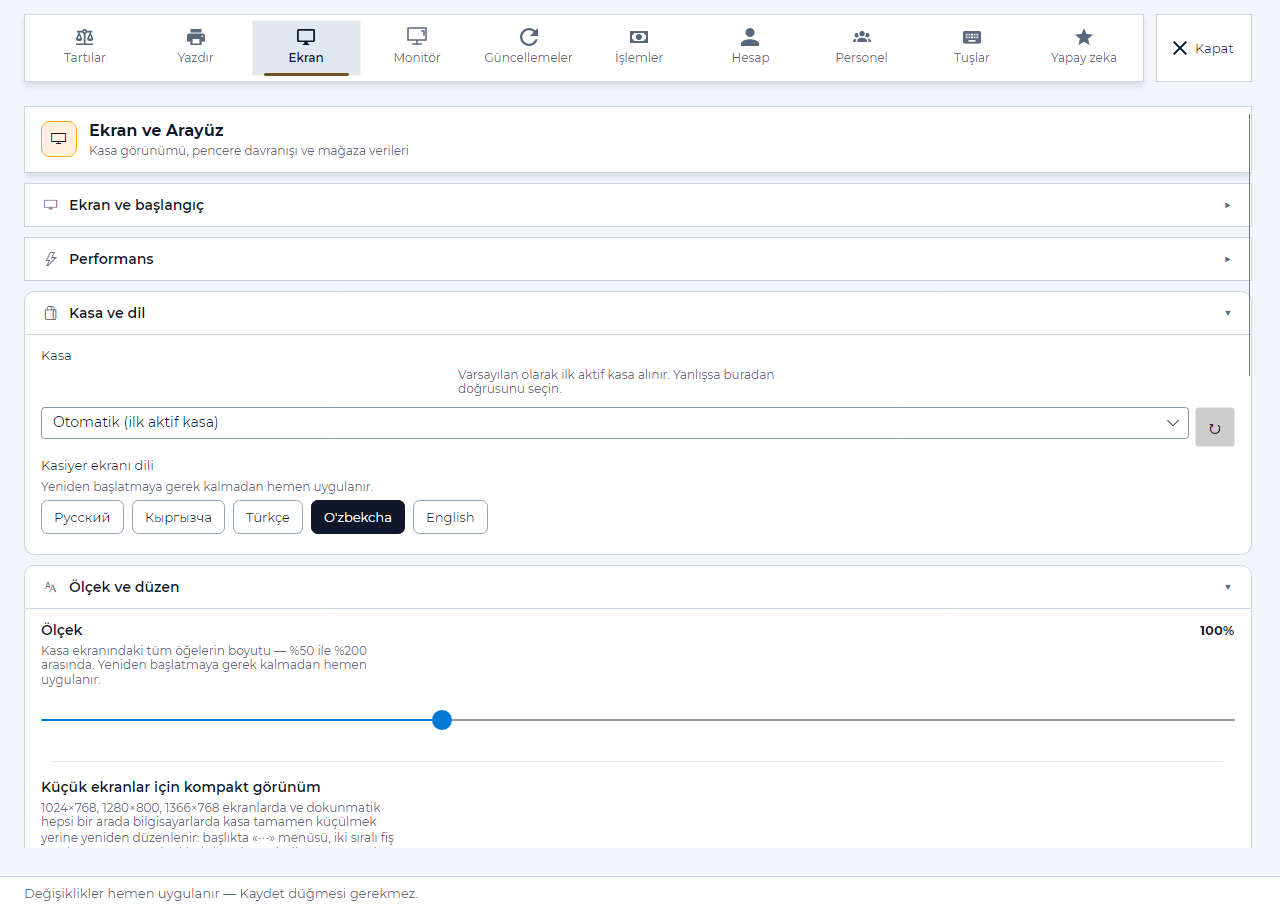 Tartılar
Yazdır
Ekran
Monitör
Güncellemeler
İşlemler
Hesap
Personel
Tuşlar
Yapay zeka
Kapat
Ekran ve Arayüz
Kasa görünümü, pencere davranışı ve mağaza verileri
Ekran ve başlangıç
Performans
Kasa ve dil
Kasa
Varsayılan olarak ilk aktif kasa alınır. Yanlışsa buradan
doğrusunu seçin.
Otomatik (ilk aktif kasa)
Kasiyer ekranı dili
Yeniden başlatmaya gerek kalmadan hemen uygulanır.
Русский
Кыргызча
Türkçe
O'zbekcha
English
Ölçek ve düzen
Ölçek
100%
Kasa ekranındaki tüm öğelerin boyutu — %50 ile %200
arasında. Yeniden başlatmaya gerek kalmadan hemen
uygulanır.
Küçük ekranlar için kompakt görünüm
1024×768, 1280×800, 1366×768 ekranlarda ve dokunmatik
hepsi bir arada bilgisayarlarda kasa tamamen küçülmek
yerine yeniden düzenlenir: başlıkta «···» menüsü, iki sıralı fiş
Değişiklikler hemen uygulanır — Kaydet düğmesi gerekmez.